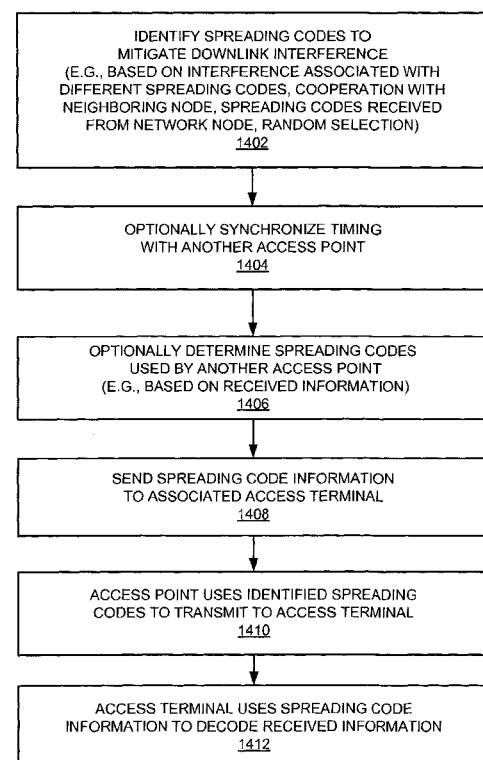 IDENTIFY SPREADING CODES TO
MITIGATE DOWNLINK INTERFERENCE
(E.G., BASED ON INTERFERENCE ASSOCIATED WITH
DIFFERENT SPREADING CODES, COOPERATION WITH
NEIGHBORING NODE, SPREADING CODES RECEIVED
FROM NETWORK NODE, RANDOM SELECTION)
1402
OPTIONALLY SYNCHRONIZE TIMING
WITH ANOTHER ACCESS POINT
1404
OPTIONALLY DETERMINE SPREADING CODES
USED BY ANOTHER ACCESS POINT
(E.G., BASED ON RECEIVED INFORMATION)
1406
SEND SPREADING CODE INFORMATION
TO ASSOCIATED ACCESS TERMINAL
1408
ACCESS POINT USES IDENTIFIED SPREADING
CODES TO TRANSMIT TO ACCESS TERMINAL
1410
ACCESS TERMINAL USES SPREADING CODE
INFORMATION TO DECODE RECEIVED INFORMATION
1412